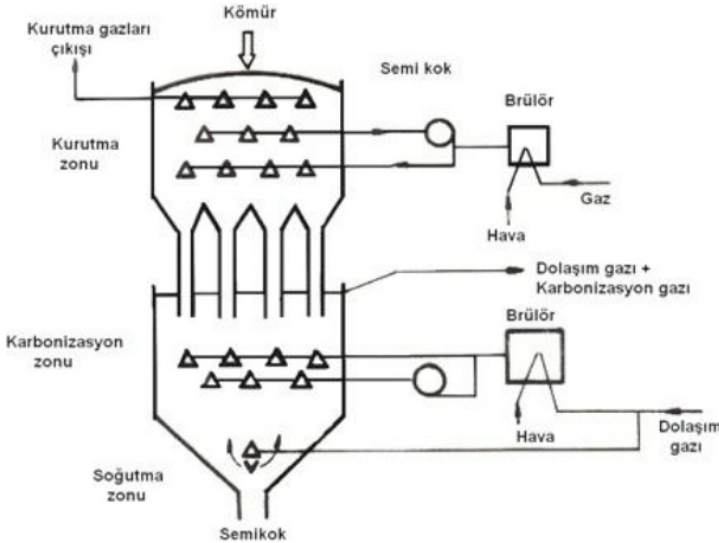 Kömür
Kurutma gazları
çıkışı
Semi kok
Brülör
Kurutma
zonu
Gaz
Hava
Dolaşım gazı +
Karbonizasyon gazı
Brülör
Karbonizasyon
zonu
Hava
Dolaşım
gazı
Soğutma
zonu
Semikok